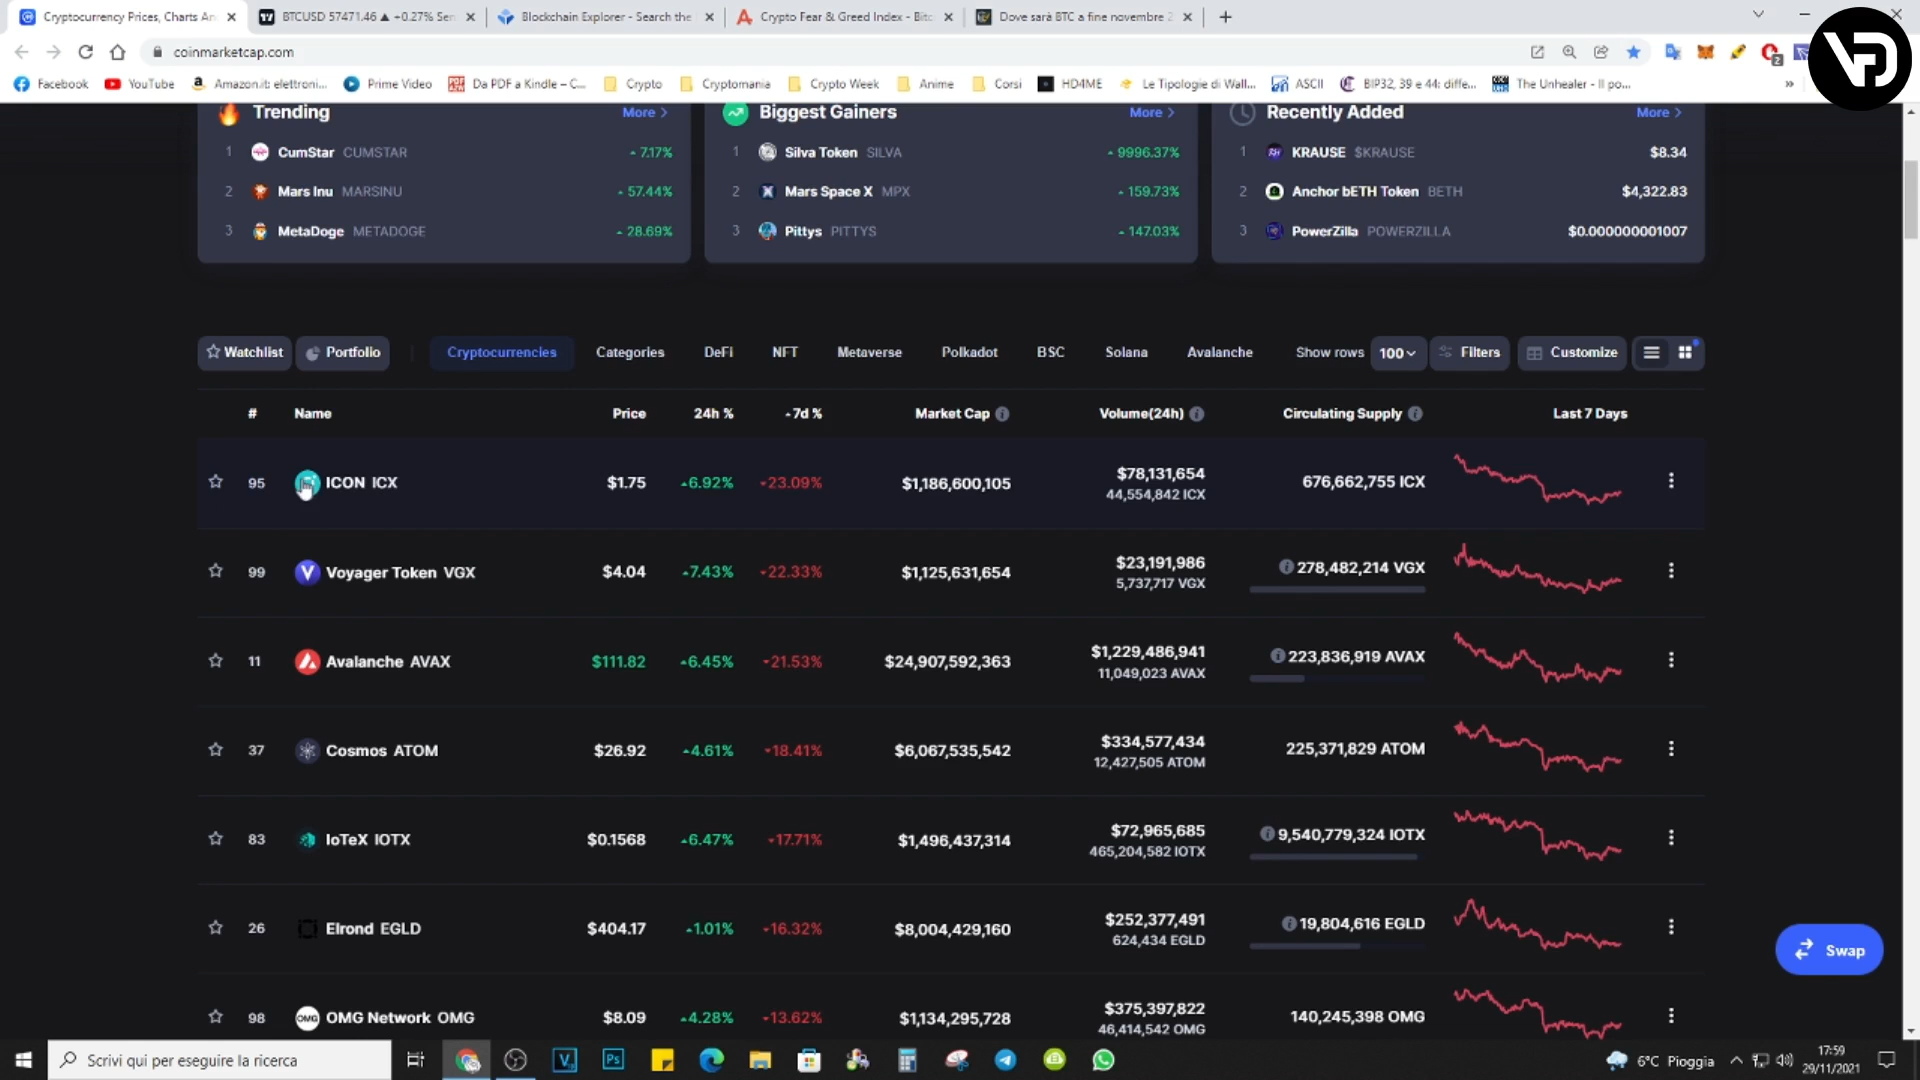 Cryptocurrency Prices, Charts An
BTCUSD 57471.46 ▲ +0.27% Sen
Blockchain Explorer - Search the
Crypto Fear & Greed Index - Bitc
Dove sarà BTC a fine novembre 2
coinmarketcap.com
2
Facebook YouTube Amazon.it: elettroni... Prime Video Da PDF a Kindle – C... Crypto Cryptomania Crypto Week Anime Corsi HD4ME Le Tipologie di Wall... ASCII BIP32, 39 e 44: diffe... The Unhealer - Il po... »
Trending More >
1 CumStar CUMSTAR 7.17%
2 Mars Inu MARSINU 57.44%
3 MetaDoge METADOGE 28.69%
Biggest Gainers More >
1 Silva Token SILVA 9996.37%
2 Mars Space X MPX 159.73%
3 Pittys PITTYS 147.03%
Recently Added More >
1 KRAUSE $KRAUSE $8.34
2 Anchor bETH Token BETH $4,322.83
3 PowerZilla POWERZILLA $0.000000001007
Watchlist Portfolio Cryptocurrencies Categories DeFi NFT Metaverse Polkadot BSC Solana Avalanche Show rows 100 Filters Customize
# Name Price 24h % 7d % Market Cap Volume(24h) Circulating Supply Last 7 Days
95 ICON ICX $1.75 6.92% 23.09% $1,186,600,105 $78,131,654 676,662,755 ICX
44,554,842 ICX
99 Voyager Token VGX $4.04 7.43% 22.33% $1,125,631,654 $23,191,986 278,482,214 VGX
5,737,717 VGX
11 Avalanche AVAX $111.82 6.45% 21.53% $24,907,592,363 $1,229,486,941 223,836,919 AVAX
11,049,023 AVAX
37 Cosmos ATOM $26.92 4.61% 18.41% $6,067,535,542 $334,577,434 225,371,829 ATOM
12,427,505 ATOM
83 IoTeX IOTX $0.1568 6.47% 17.71% $1,496,437,314 $72,965,685 9,540,779,324 IOTX
465,204,582 IOTX
26 Elrond EGLD $404.17 1.01% 16.32% $8,004,429,160 $252,377,491 19,804,616 EGLD
624,434 EGLD
98 OMG OMG Network OMG $8.09 4.28% 13.62% $1,134,295,728 $375,397,822 140,245,398 OMG
46,414,542 OMG
Swap
Scrivi qui per eseguire la ricerca
Ps
6°C Pioggia
17:59
29/11/2021